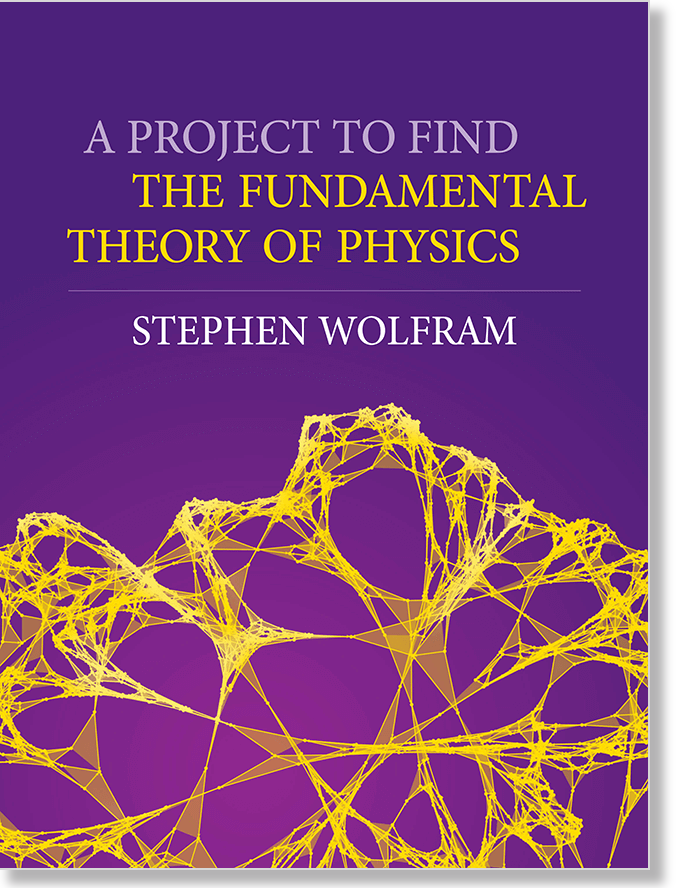 A PROJECT TO FIND
THE FUNDAMENTAL
THEORY OF PHYSICS
STEPHEN WOLFRAM